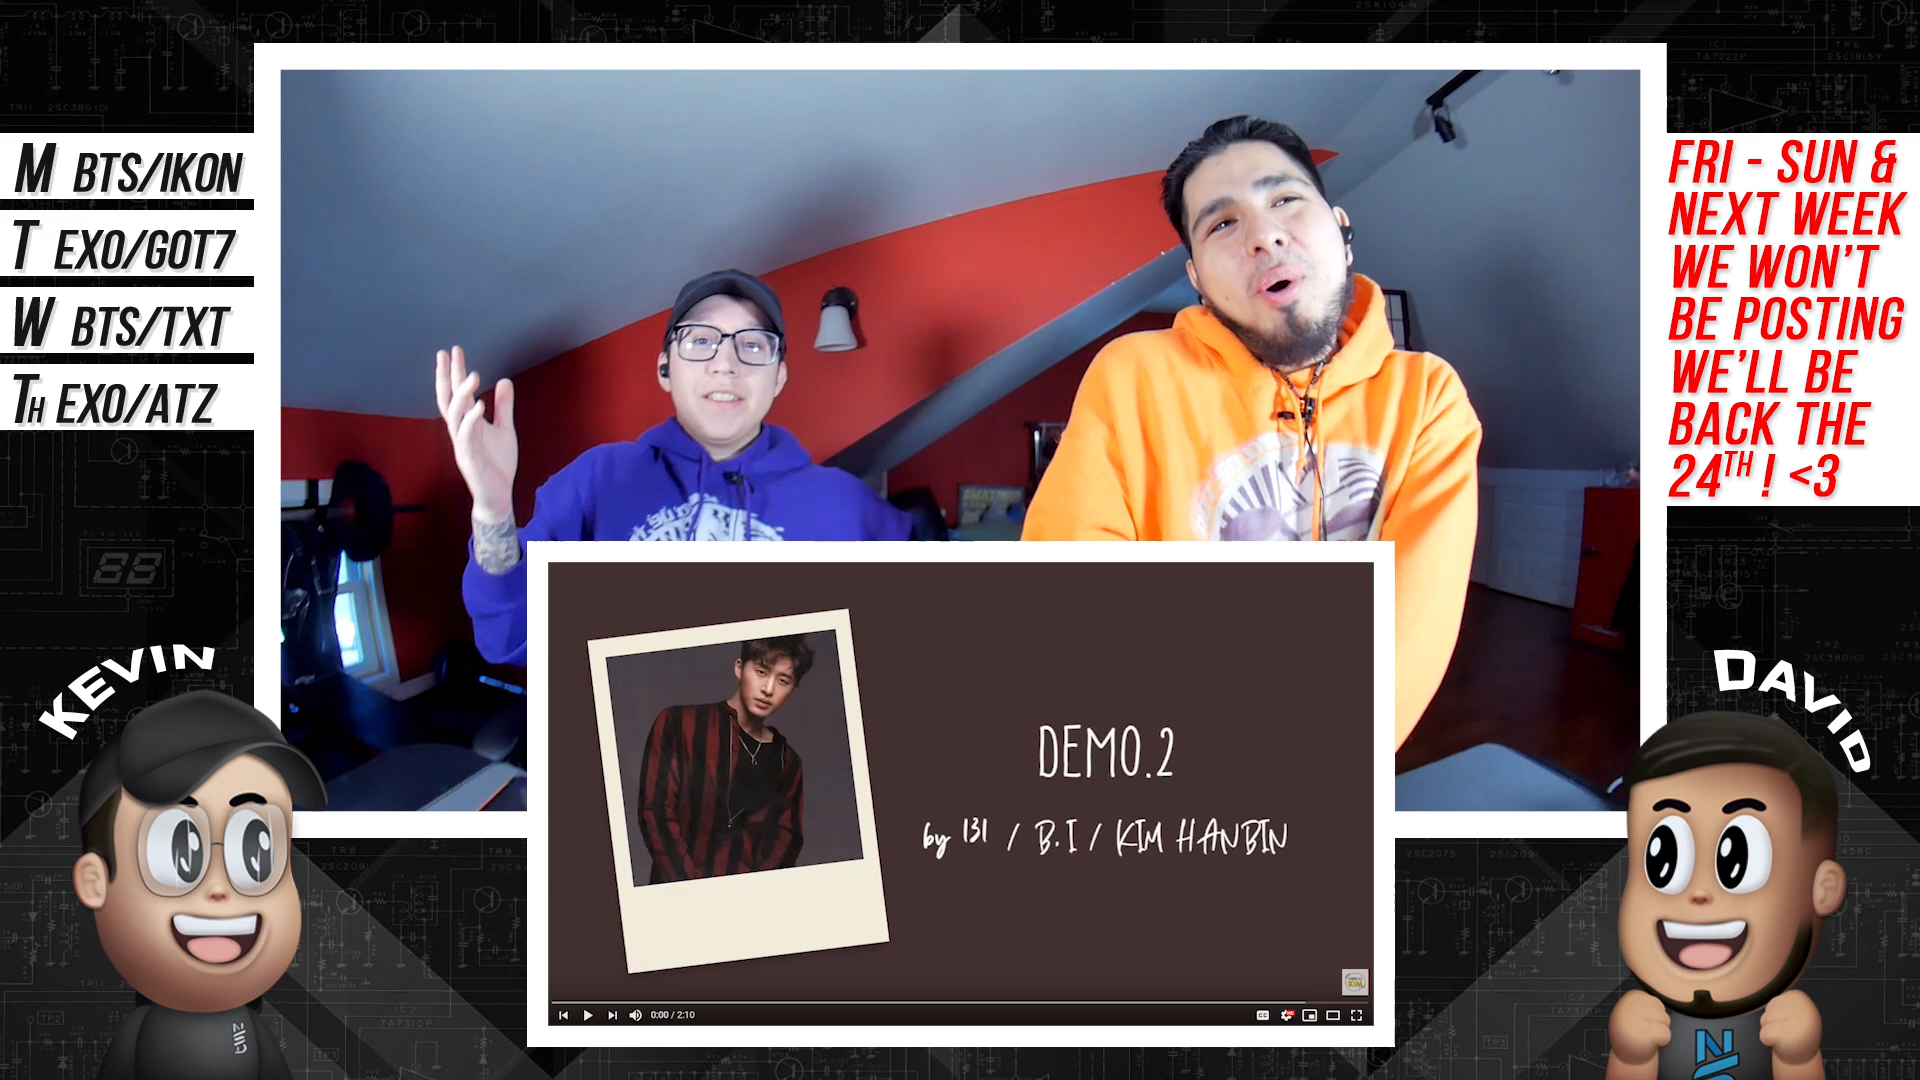 M BTS/IKON
T EXO/GOT7
W BTS/TXT
TH EXO/ATZ
FRI - SUN &
NEXT WEEK
WE WON'T
BE POSTING
WE'LL BE
BACK THE
24TH ! <3
KEVIN
DAVID
DEMO.2
by 131 / B.I / KIM HANBIN
0:00 / 2:10